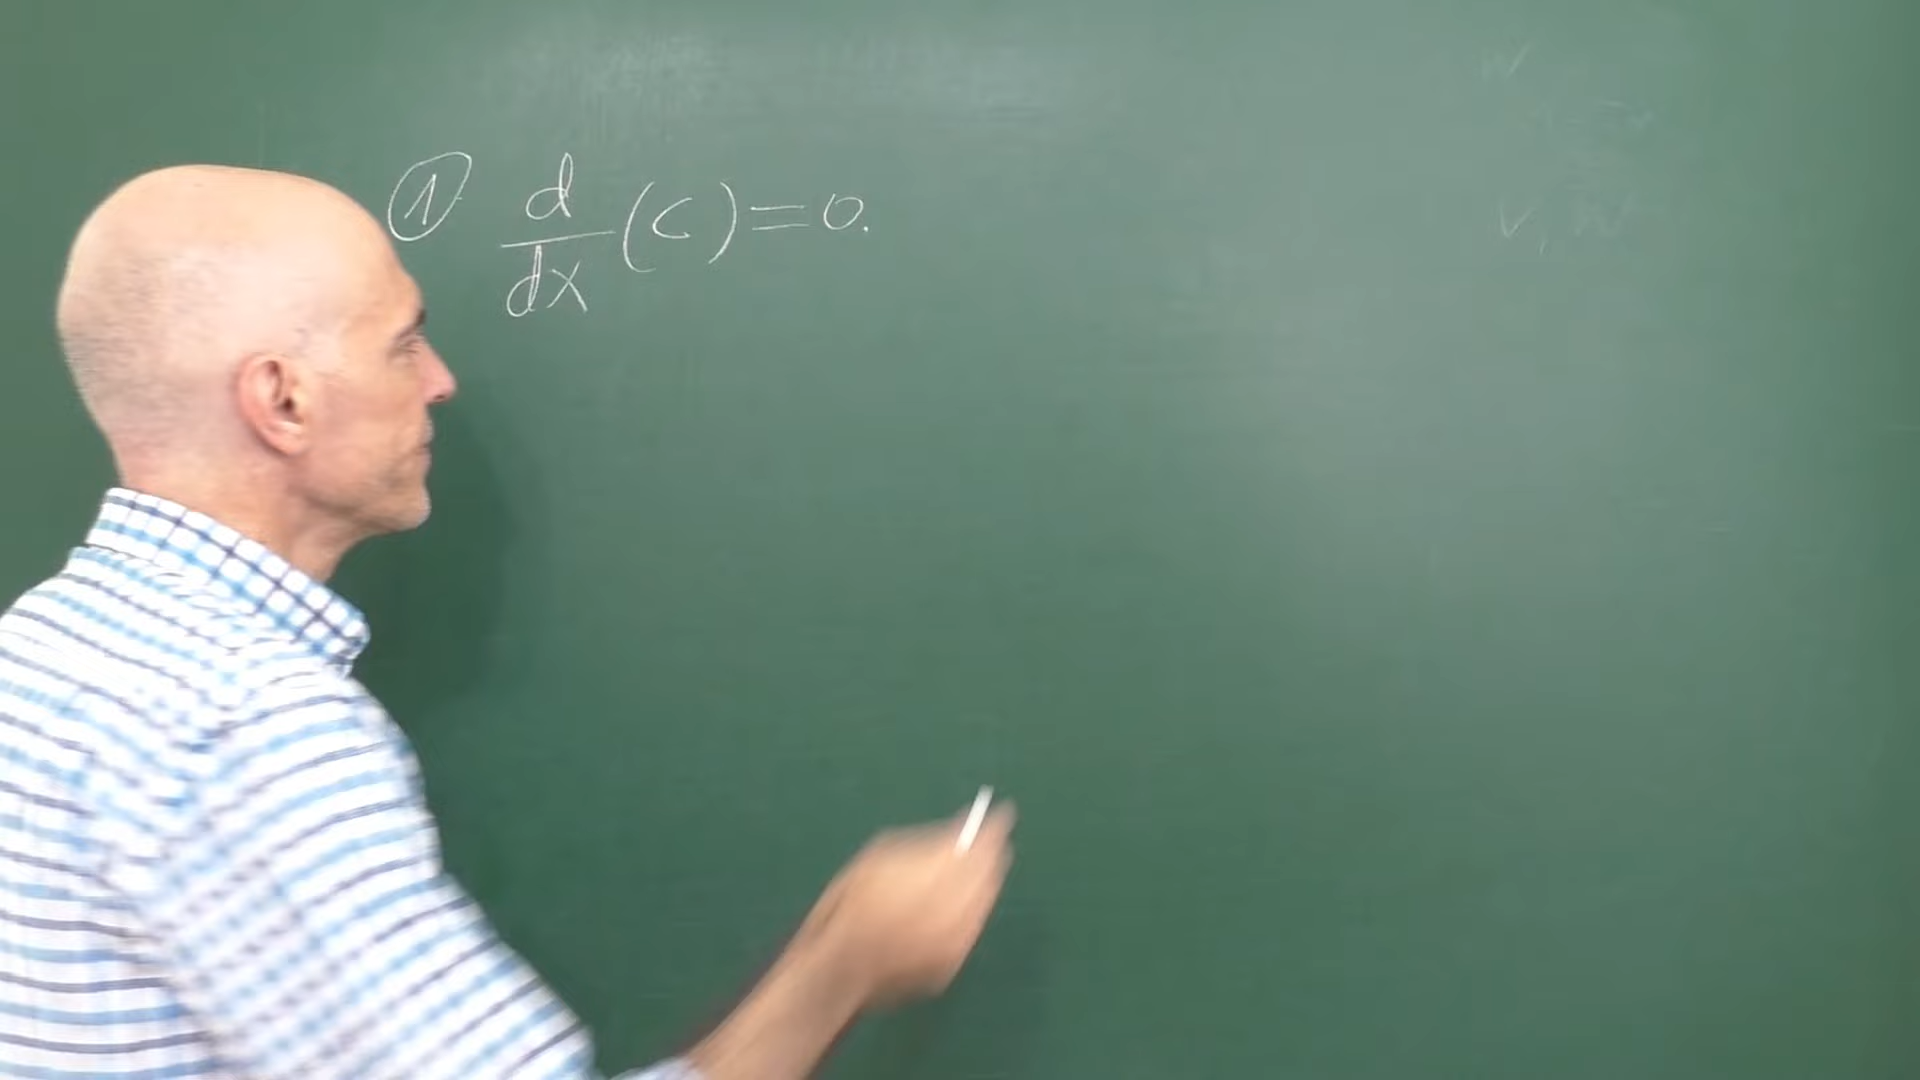 ① d/dx (c) = 0.
w
v, w